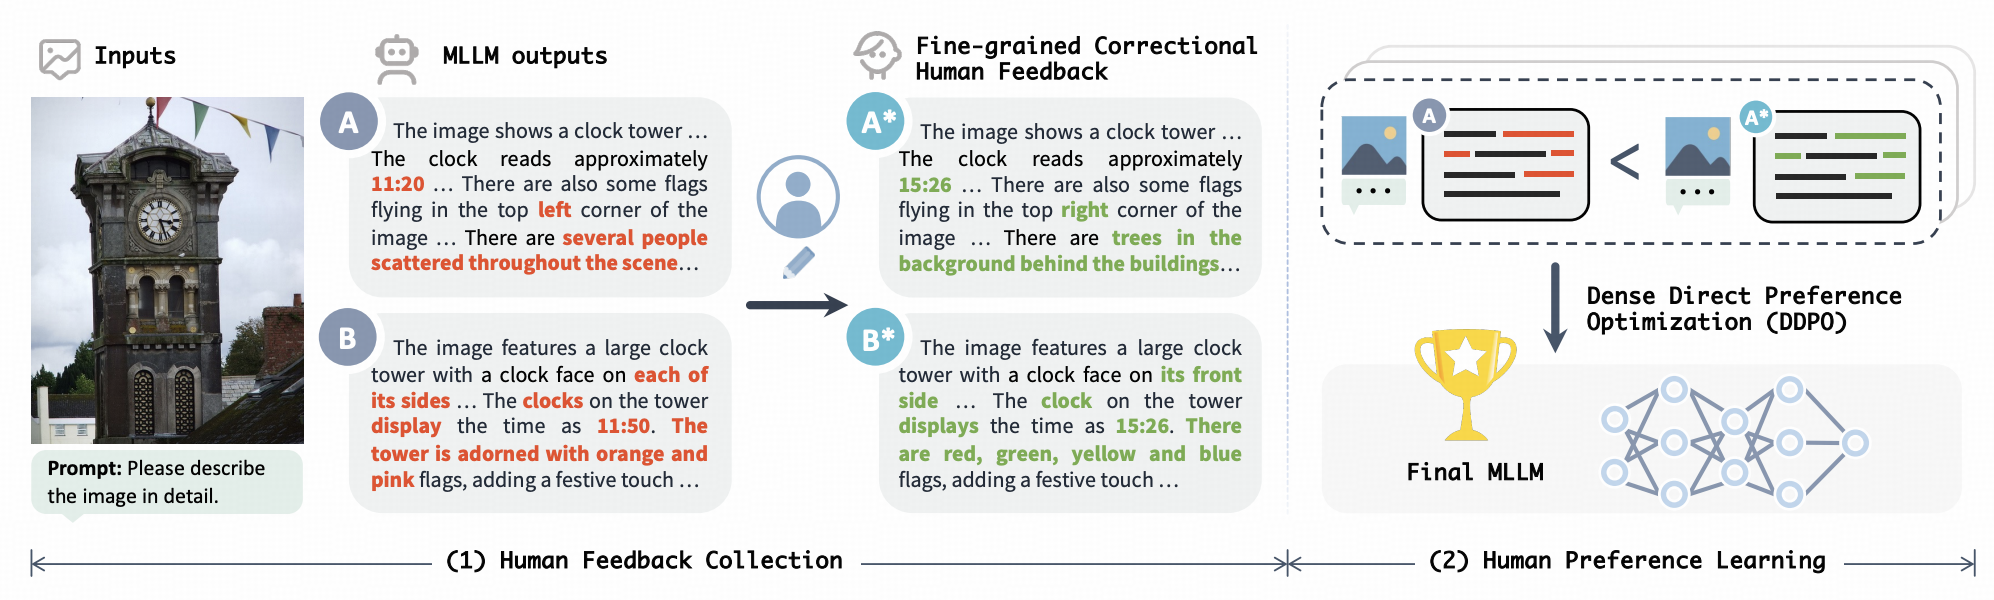 Inputs
Prompt: Please describe
the image in detail.
MLLM outputs
A
The image shows a clock tower ...
The clock reads approximately
11:20 ... There are also some flags
flying in the top left corner of the
image ... There are several people
scattered throughout the scene...
B
The image features a large clock
tower with a clock face on each of
its sides ... The clocks on the tower
display the time as 11:50. The
tower is adorned with orange and
pink flags, adding a festive touch ...
Fine-grained Correctional
Human Feedback
A*
The image shows a clock tower ...
The clock reads approximately
15:26 ... There are also some flags
flying in the top right corner of the
image ... There are trees in the
background behind the buildings...
B*
The image features a large clock
tower with a clock face on its front
side ... The clock on the tower
displays the time as 15:26. There
are red, green, yellow and blue
flags, adding a festive touch ...
(1) Human Feedback Collection
A
<
A*
Dense Direct Preference
Optimization (DDPO)
Final MLLM
(2) Human Preference Learning